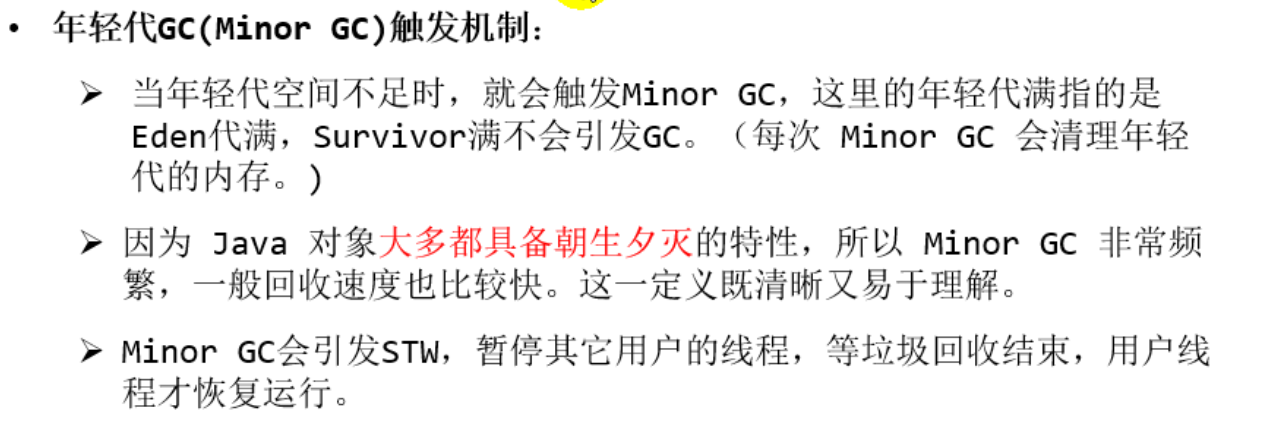 • 年轻代GC(Minor GC)触发机制：
➢ 当年轻代空间不足时，就会触发Minor GC，这里的年轻代满指的是
Eden代满，Survivor满不会引发GC。（每次 Minor GC 会清理年轻
代的内存。)
➢ 因为 Java 对象大多都具备朝生夕灭的特性，所以 Minor GC 非常频
繁，一般回收速度也比较快。这一定义既清晰又易于理解。
➢ Minor GC会引发STW，暂停其它用户的线程，等垃圾回收结束，用户线
程才恢复运行。